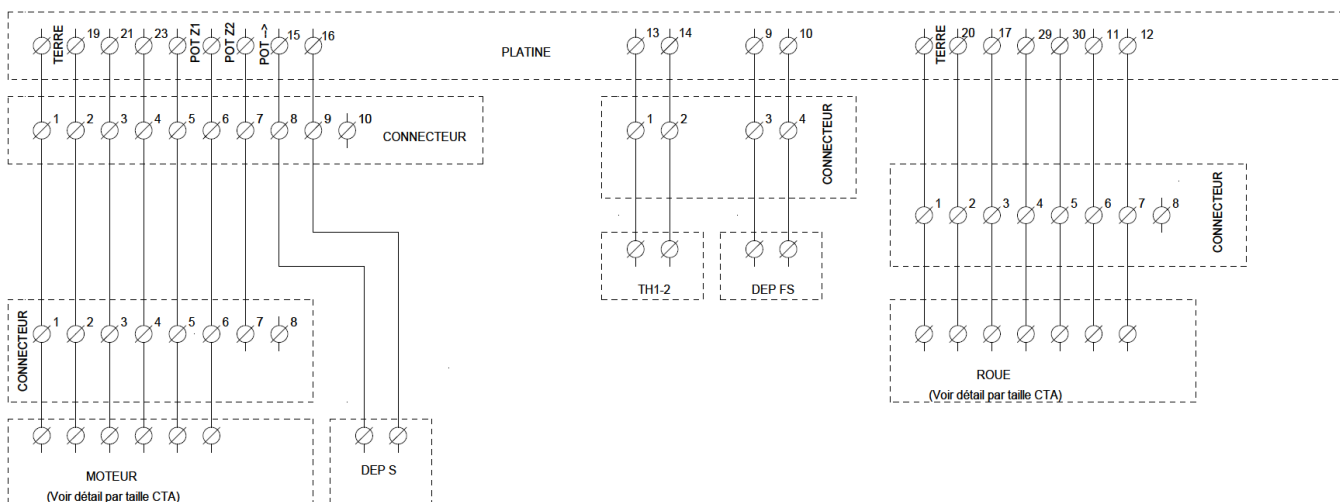 TERRE 19 21 23 POT Z1 POT Z2 POT --> 15 16
PLATINE
13 14 9 10
TERRE 20 17 29 30 11 12
1 2 3 4 5 6 7 8 9 10
CONNECTEUR
1 2 3 4
CONNECTEUR
1 2 3 4 5 6 7 8
CONNECTEUR
TH1-2
DEP FS
CONNECTEUR
1 2 3 4 5 6 7 8
ROUE
(Voir détail par taille CTA)
MOTEUR
(Voir détail par taille CTA)
DEP S